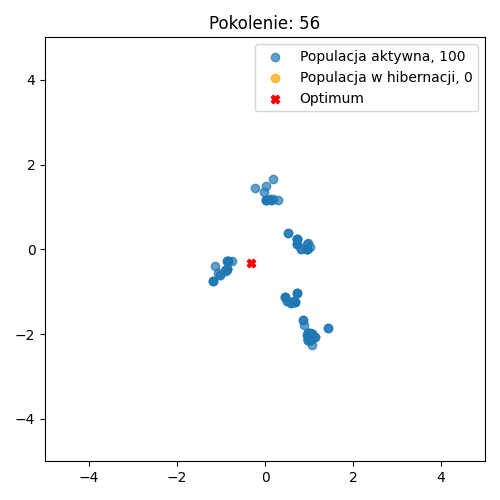 Pokolenie: 56
Populacja aktywna, 100
Populacja w hibernacji, 0
Optimum
4
2
0
−2
−4
−4 −2 0 2 4